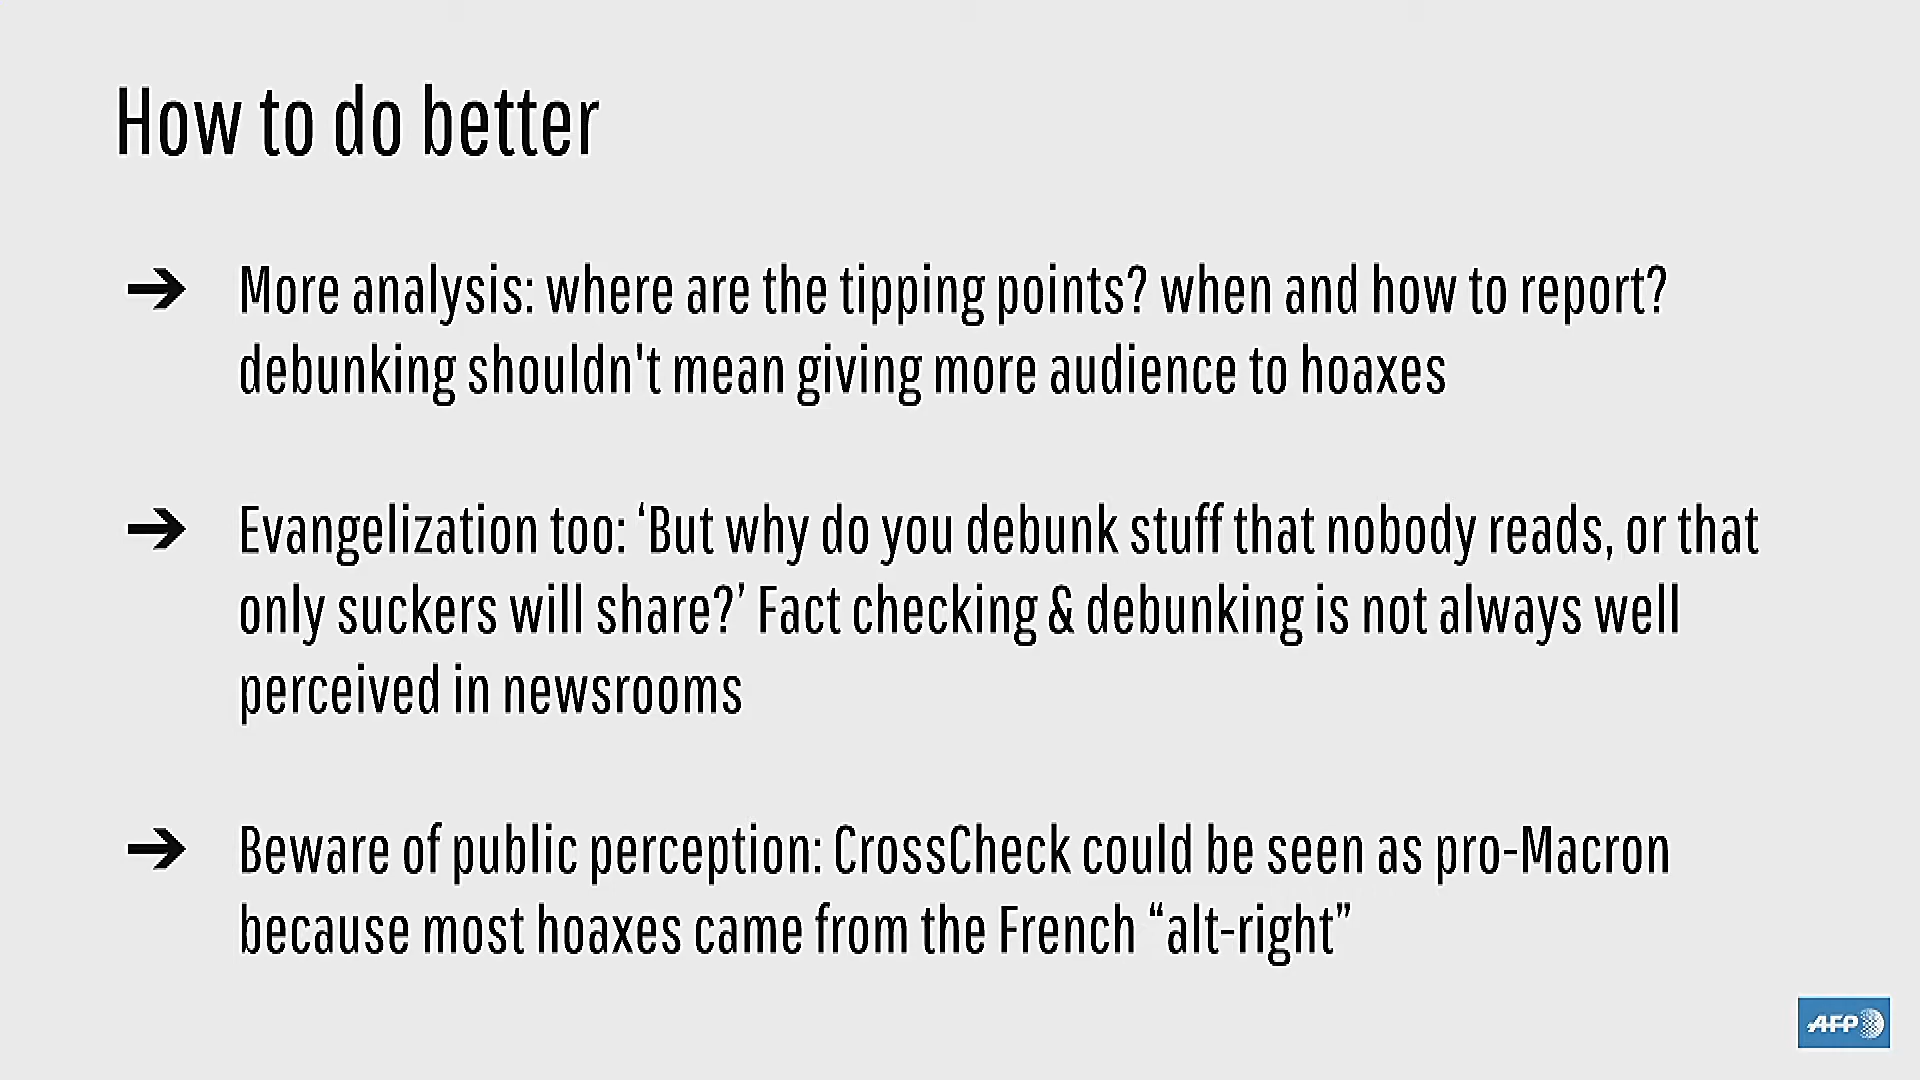 How to do better
➔ More analysis: where are the tipping points? when and how to report?
debunking shouldn't mean giving more audience to hoaxes
➔ Evangelization too: ‘But why do you debunk stuff that nobody reads, or that
only suckers will share?’ Fact checking & debunking is not always well
perceived in newsrooms
➔ Beware of public perception: CrossCheck could be seen as pro-Macron
because most hoaxes came from the French “alt-right”
AFP